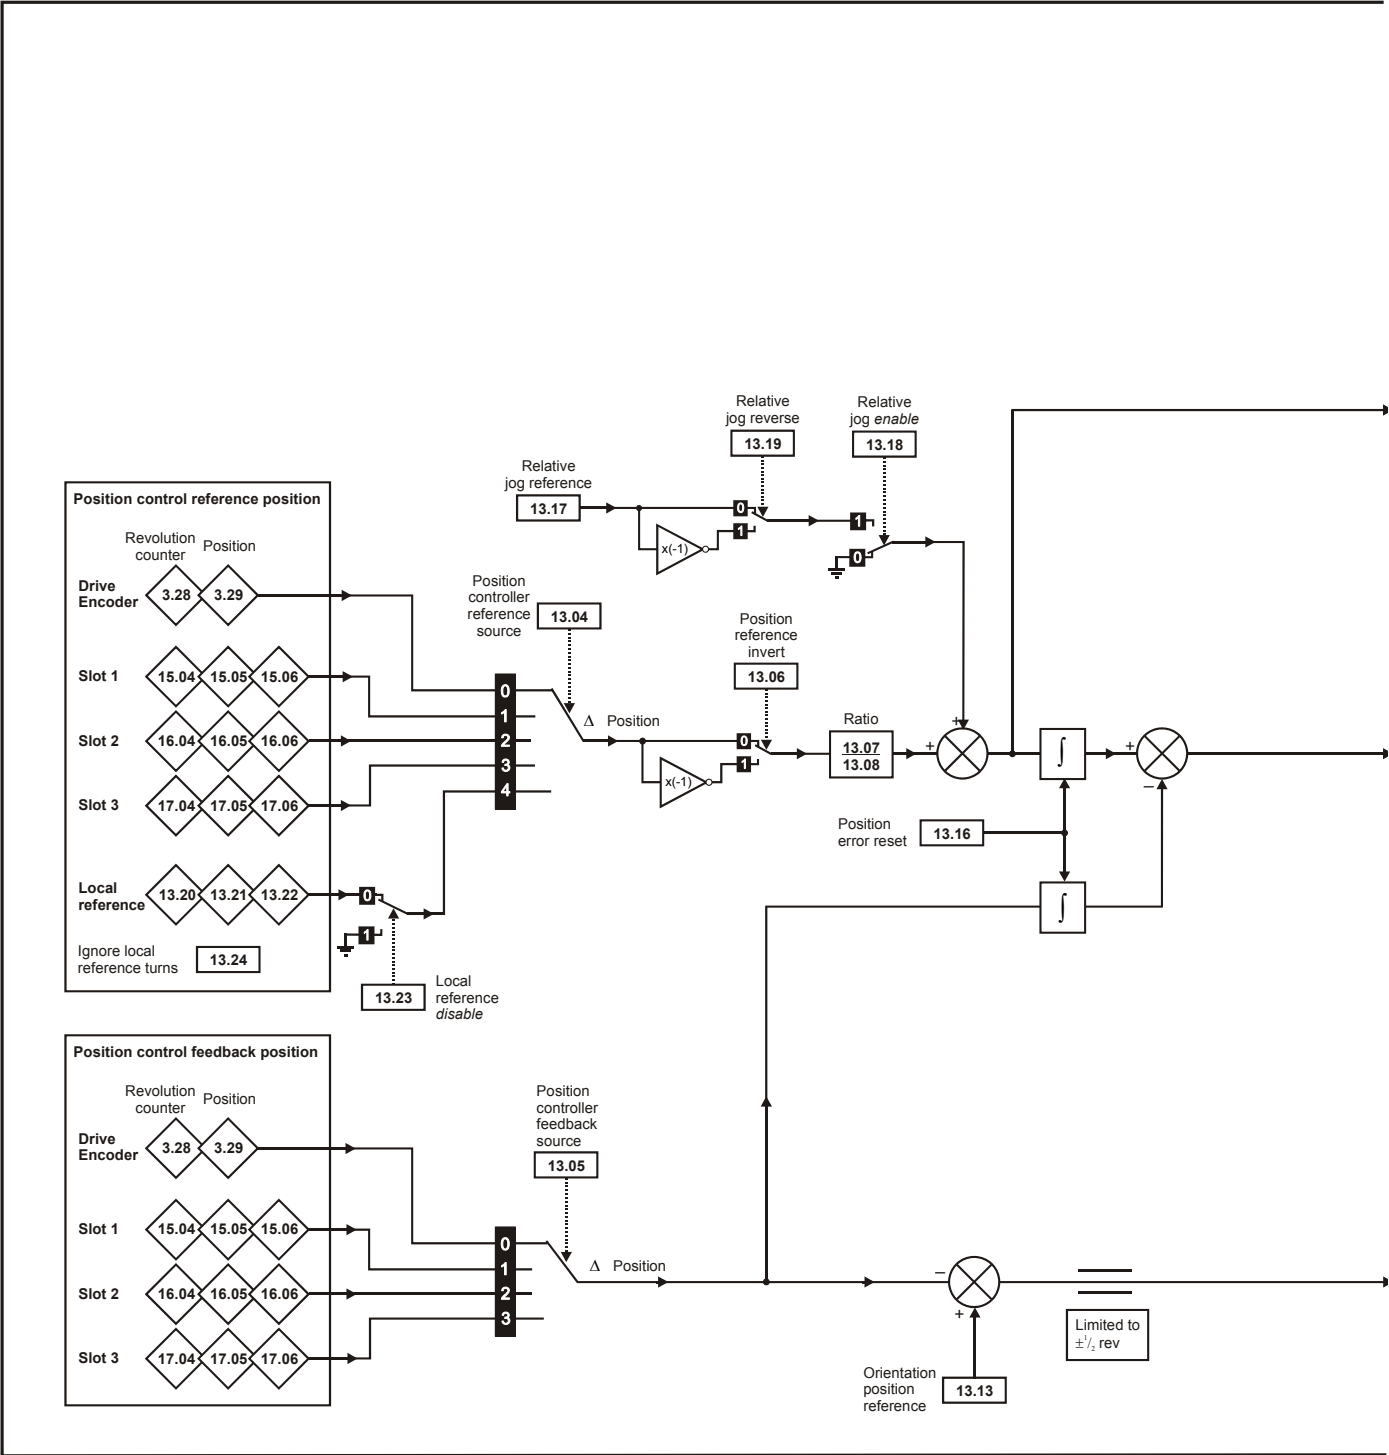 Relative
jog reverse
13.19
Relative
jog enable
13.18
Relative
jog reference
13.17
0
1
x(-1)
1
0
Position control reference position
Revolution
counter
Position
Drive
Encoder
3.28
3.29
Slot 1
15.04
15.05
15.06
Slot 2
16.04
16.05
16.06
Slot 3
17.04
17.05
17.06
Local
reference
13.20
13.21
13.22
Ignore local
reference turns
13.24
0
1
13.23
Local
reference
disable
Position
controller
reference
source
13.04
0
1
2
3
4
Δ Position
Position
reference
invert
13.06
0
1
x(-1)
Ratio
13.07
13.08
+
+
∫
+
−
Position
error reset
13.16
∫
Position control feedback position
Revolution
counter
Position
Drive
Encoder
3.28
3.29
Slot 1
15.04
15.05
15.06
Slot 2
16.04
16.05
16.06
Slot 3
17.04
17.05
17.06
Position
controller
feedback
source
13.05
0
1
2
3
Δ Position
−
+
Orientation
position
reference
13.13
Limited to
±1/2 rev